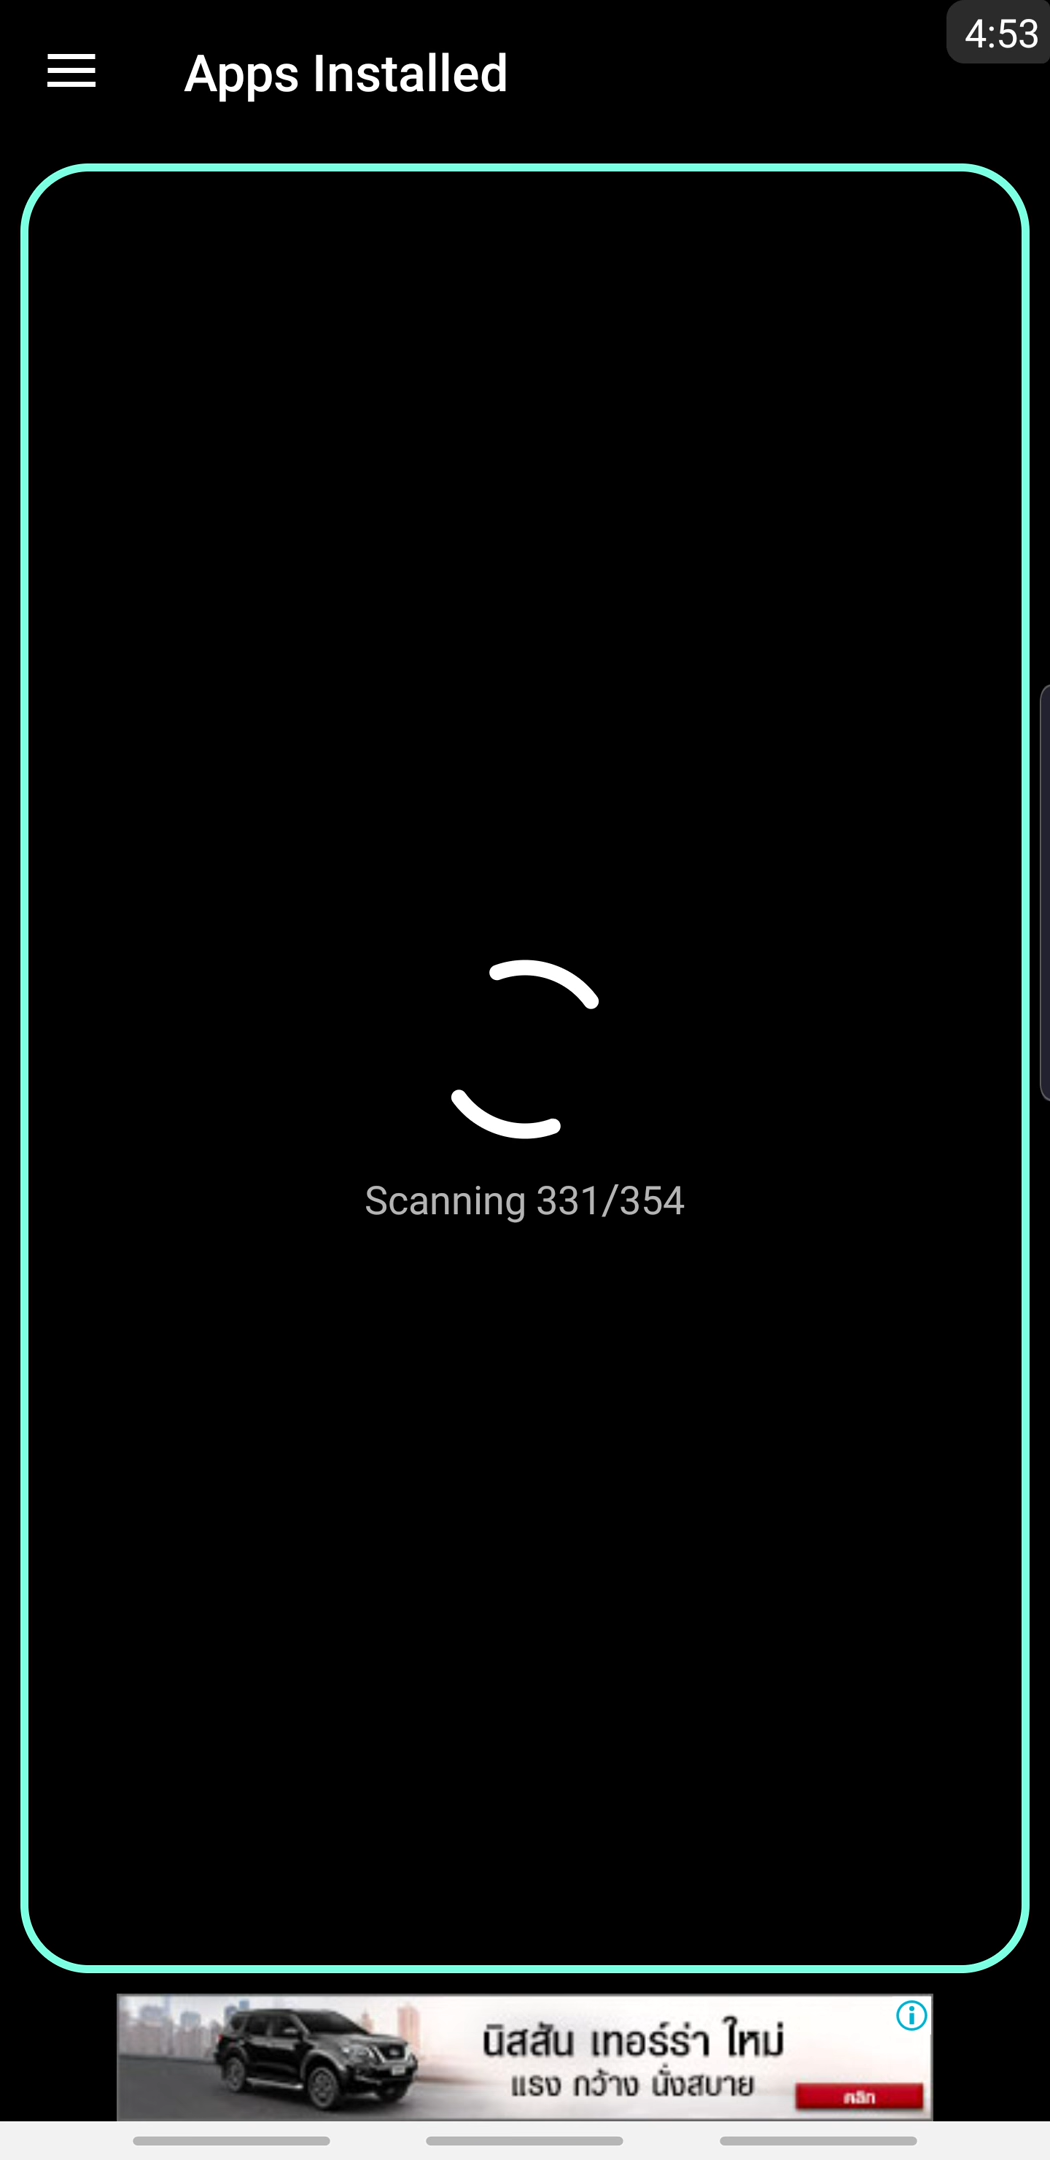 4:53
Apps Installed
Scanning 331/354
นิสสัน เทอร์ร่า ใหม่
แรง กว้าง นั่งสบาย
คลิก